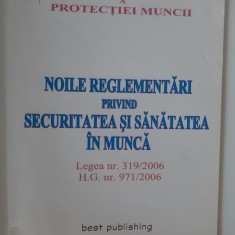 A
PROTECȚIEI MUNCII
NOILE REGLEMENTĂRI
PRIVIND
SECURITATEA ȘI SĂNĂTATEA
ÎN MUNCĂ
Legea nr. 319/2006
H.G. nr. 971/2006
best publishing